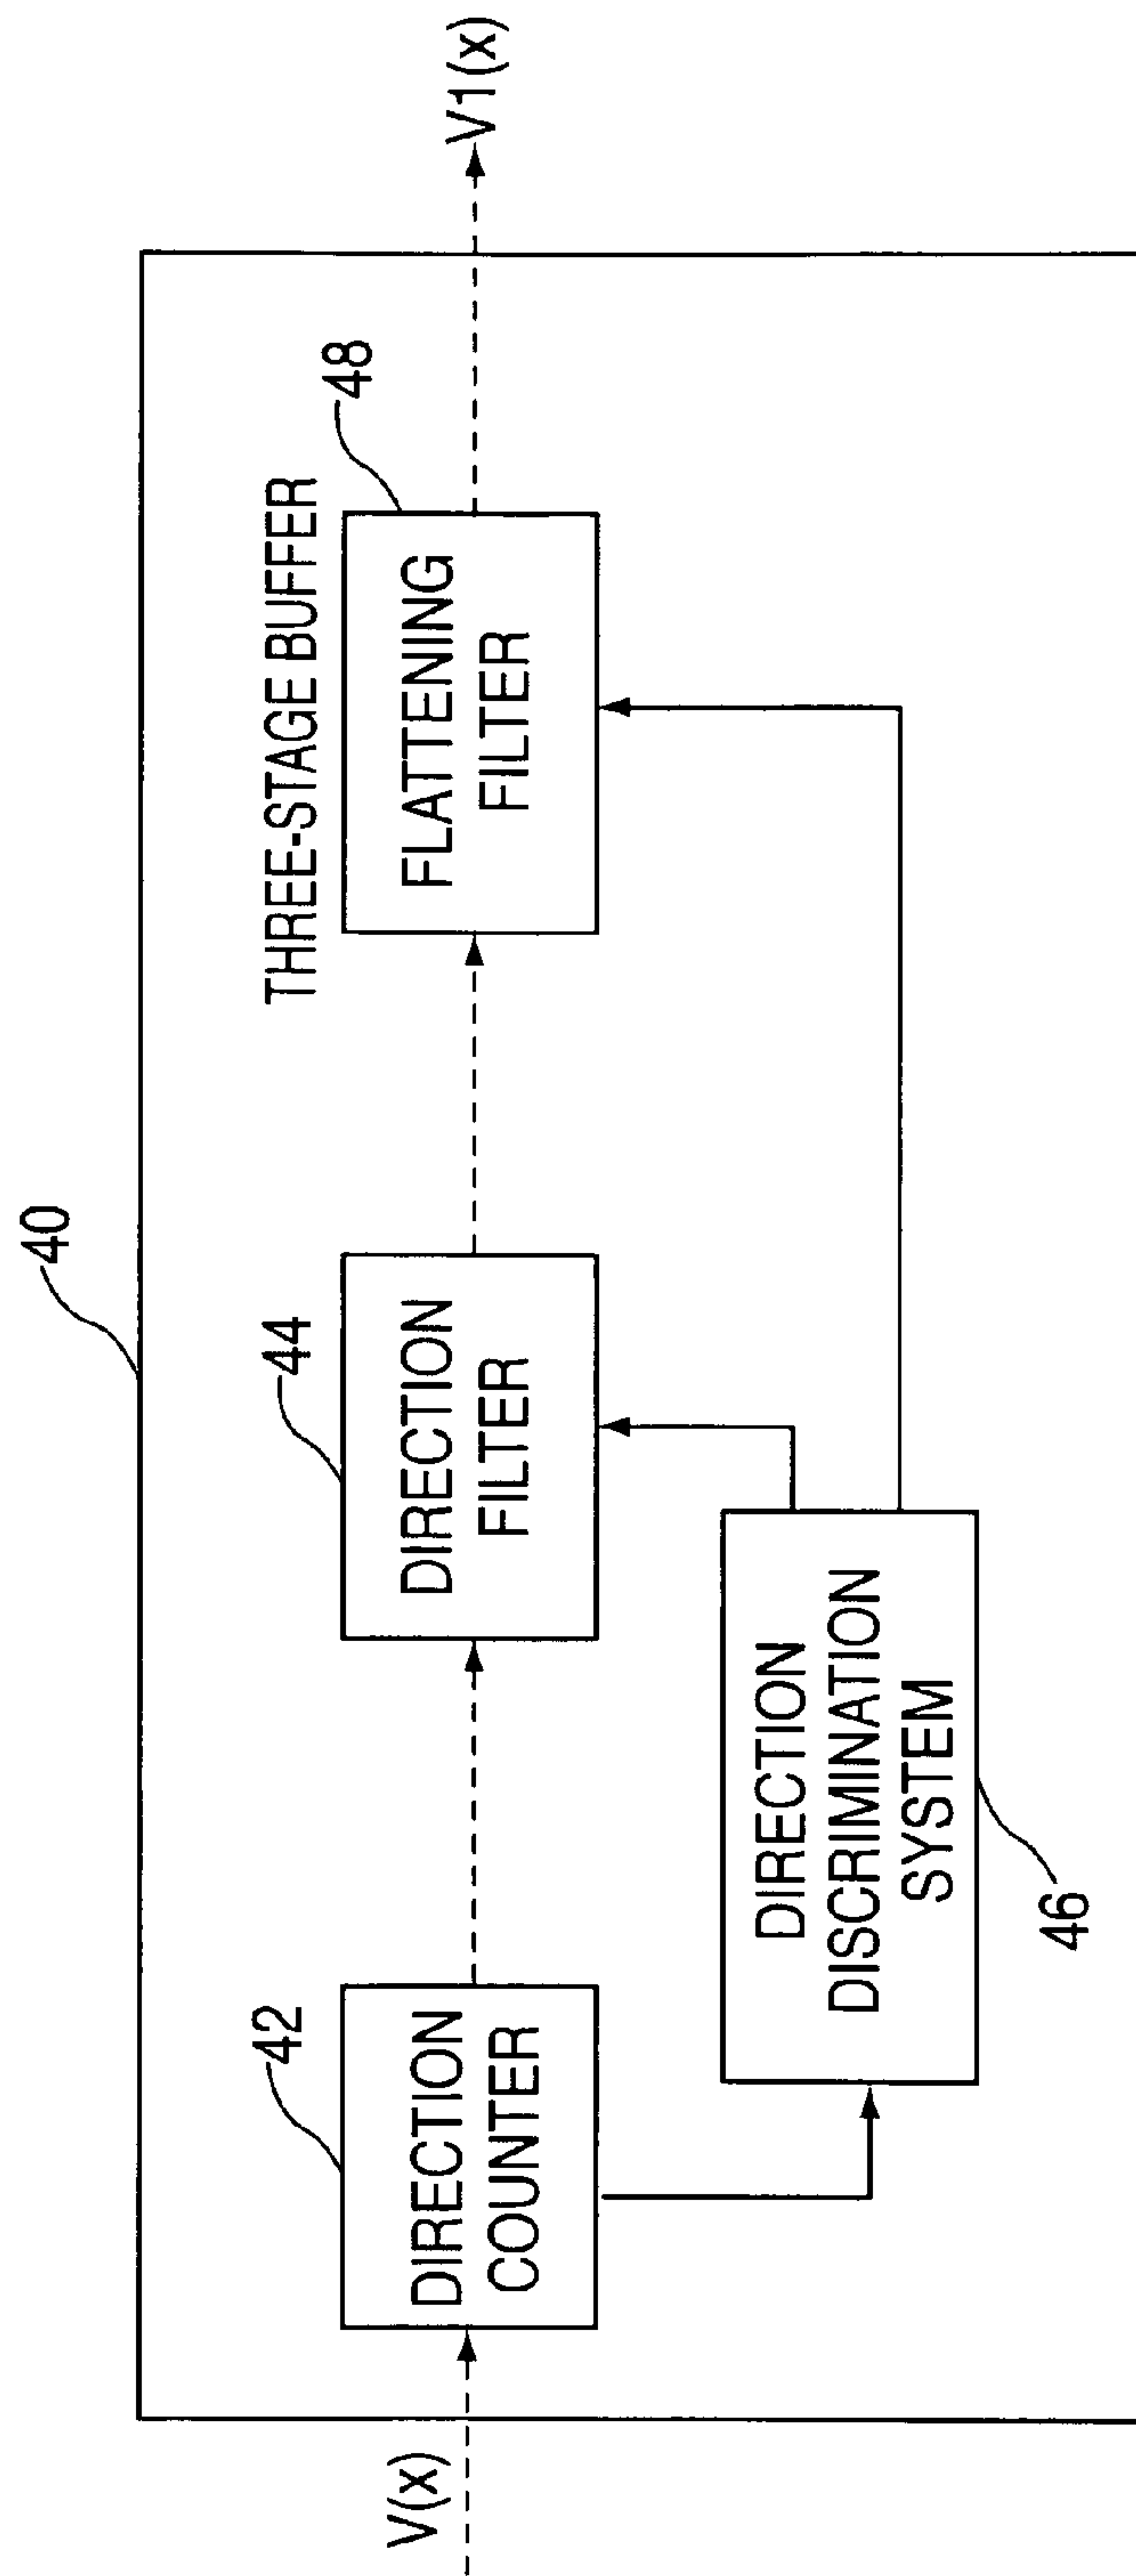 40
V(x)
42
DIRECTION
COUNTER
44
DIRECTION
FILTER
THREE-STAGE BUFFER
48
FLATTENING
FILTER
V1(x)
DIRECTION
DISCRIMINATION
SYSTEM
46